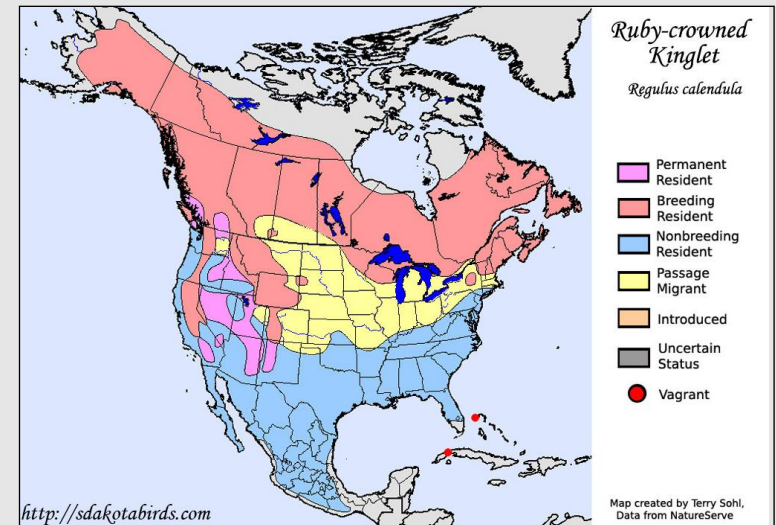 Ruby-crowned
Kinglet
Regulus calendula
Permanent
Resident
Breeding
Resident
Nonbreeding
Resident
Passage
Migrant
Introduced
Uncertain
Status
Vagrant
http://sdakotabirds.com
Map created by Terry Sohl,
Data from NatureServe